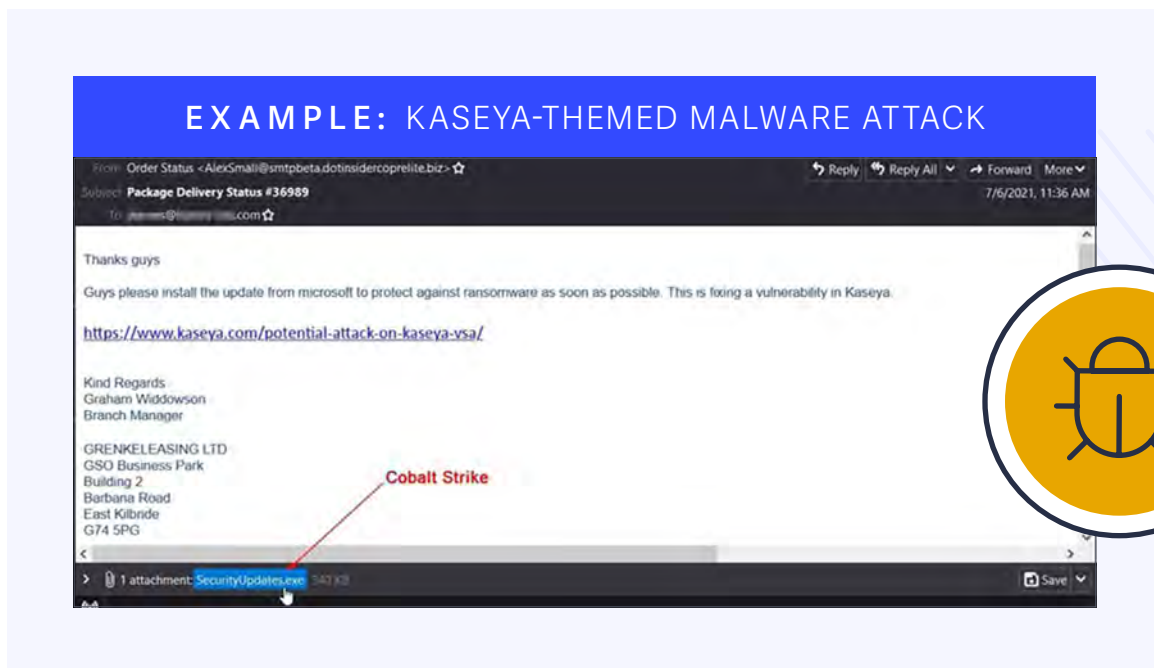 EXAMPLE: KASEYA-THEMED MALWARE ATTACK
From Order Status <AlexSmall@smtpbeta.dotinsidercoprelite.biz>
Reply Reply All Forward More
Subject Package Delivery Status #36989
7/6/2021, 11:36 AM
To .com
Thanks guys
Guys please install the update from microsoft to protect against ransomware as soon as possible. This is fixing a vulnerability in Kaseya.
https://www.kaseya.com/potential-attack-on-kaseya-vsa/
Kind Regards
Graham Widdowson
Branch Manager
GRENKELEASING LTD
GSO Business Park
Building 2
Barbana Road
East Kilbride
G74 5PG
Cobalt Strike
1 attachment: SecurityUpdates.exe
Save